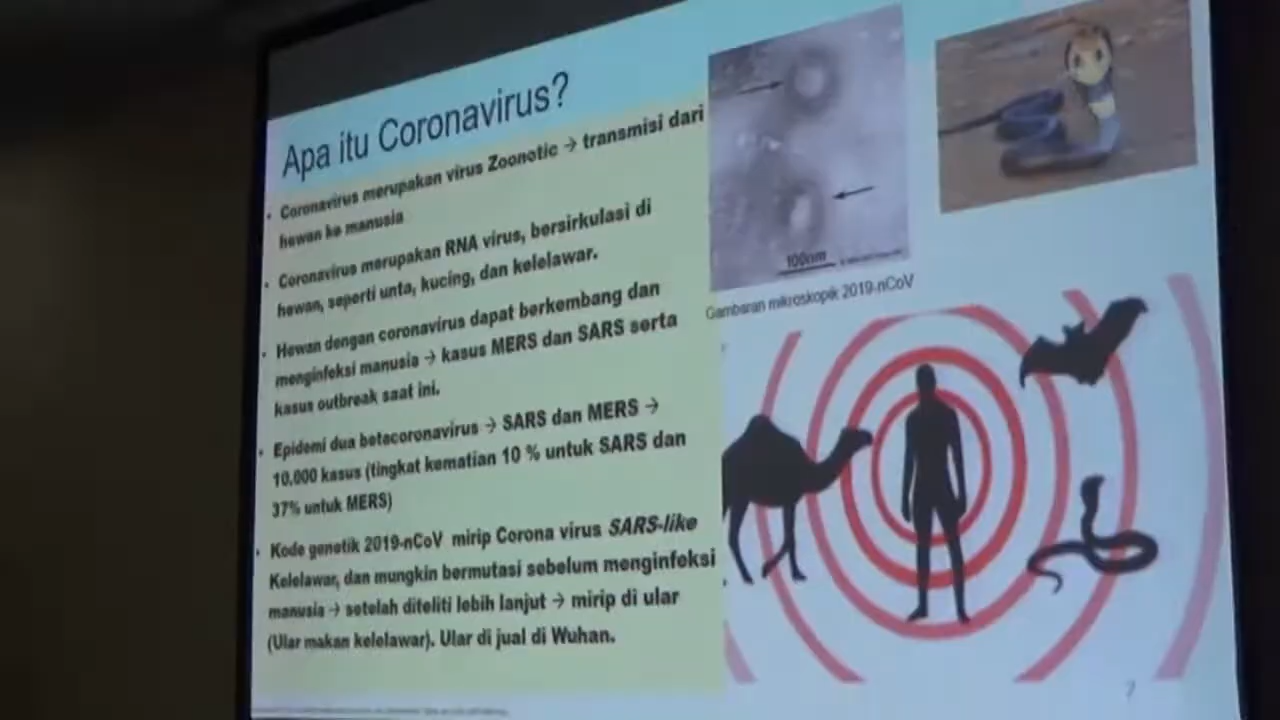 Apa itu Coronavirus?
• Coronavirus merupakan virus Zoonotic → transmisi dari
hewan ke manusia
• Coronavirus merupakan RNA virus, bersirkulasi di
hewan, seperti unta, kucing, dan kelelawar.
• Hewan dengan coronavirus dapat berkembang dan
menginfeksi manusia → kasus MERS dan SARS serta
kasus outbreak saat ini.
• Epidemi dua betacoronavirus → SARS dan MERS →
10,000 kasus (tingkat kematian 10 % untuk SARS dan
37% untuk MERS)
• Kode genetik 2019-nCoV mirip Corona virus SARS-like
Kelelawar, dan mungkin bermutasi sebelum menginfeksi
manusia → setelah diteliti lebih lanjut → mirip di ular
(Ular makan kelelawar). Ular di jual di Wuhan.
100nm
Gambaran mikroskopik 2019-nCoV
7